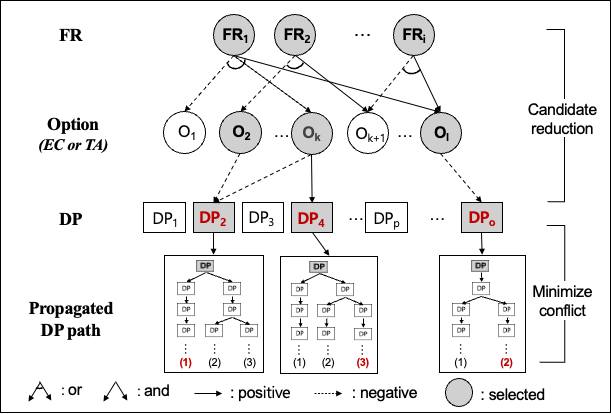 FR FR1 FR2 ... FRi
Option O1 O2 ... Ok Ok+1 ... Ol
(EC or TA)
Candidate
reduction
DP DP1 DP2 DP3 DP4 ... DPp ... DPo
Propagated
DP path
DP DP DP
DP DP DP DP DP
DP DP DP DP DP DP DP
DP DP DP DP DP DP DP DP
(1) (2) (3) (1) (2) (3) (1) (2)
Minimize
conflict
: or : and : positive : negative : selected